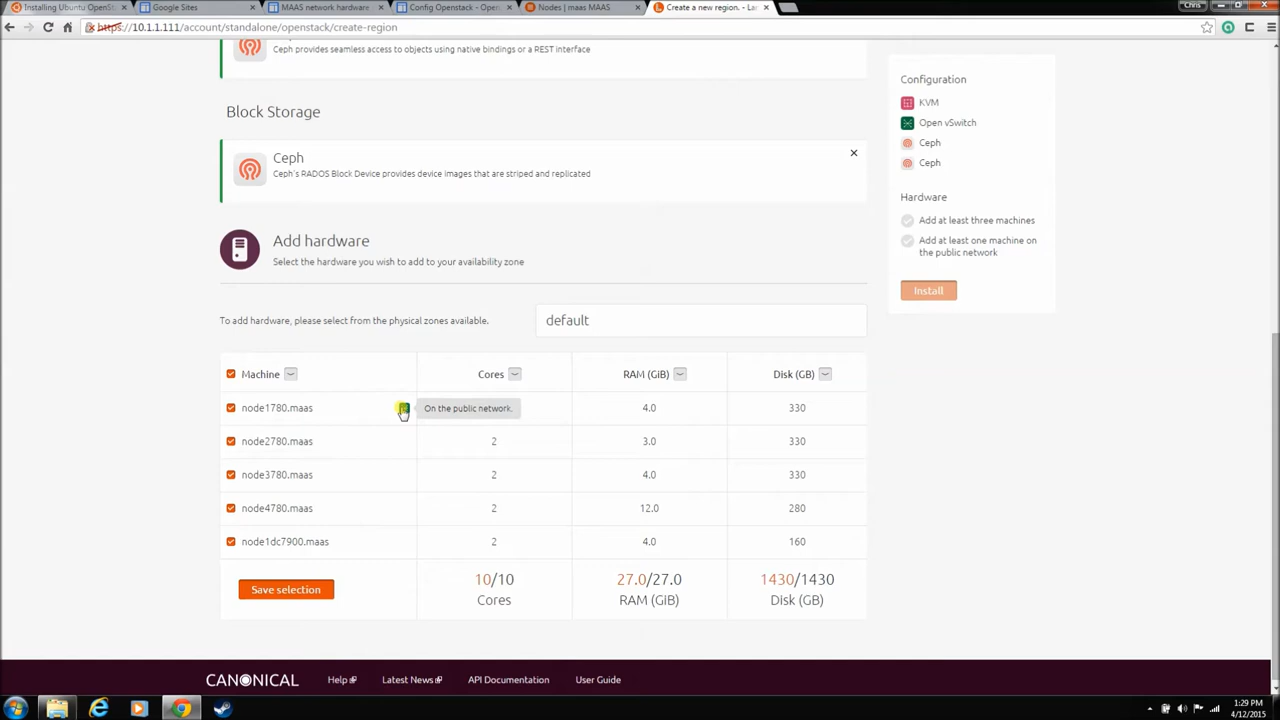 Installing Ubuntu OpenSt
Google Sites
MAAS network hardware
Config Openstack - Open
Nodes | maas MAAS
Create a new region. - La
Chris
https://10.1.1.111/account/standalone/openstack/create-region
Ceph provides seamless access to objects using native bindings or a REST interface
Block Storage
Ceph
Ceph's RADOS Block Device provides device images that are striped and replicated
Add hardware
Select the hardware you wish to add to your availability zone
To add hardware, please select from the physical zones available.
default
Machine
Cores
RAM (GiB)
Disk (GB)
node1780.maas
On the public network.
4.0
330
node2780.maas
2
3.0
330
node3780.maas
2
4.0
330
node4780.maas
2
12.0
280
node1dc7900.maas
2
4.0
160
Save selection
10/10
Cores
27.0/27.0
RAM (GiB)
1430/1430
Disk (GB)
Configuration
KVM
Open vSwitch
Ceph
Ceph
Hardware
Add at least three machines
Add at least one machine on
the public network
Install
CANONICAL
Help
Latest News
API Documentation
User Guide
1:29 PM
4/12/2015